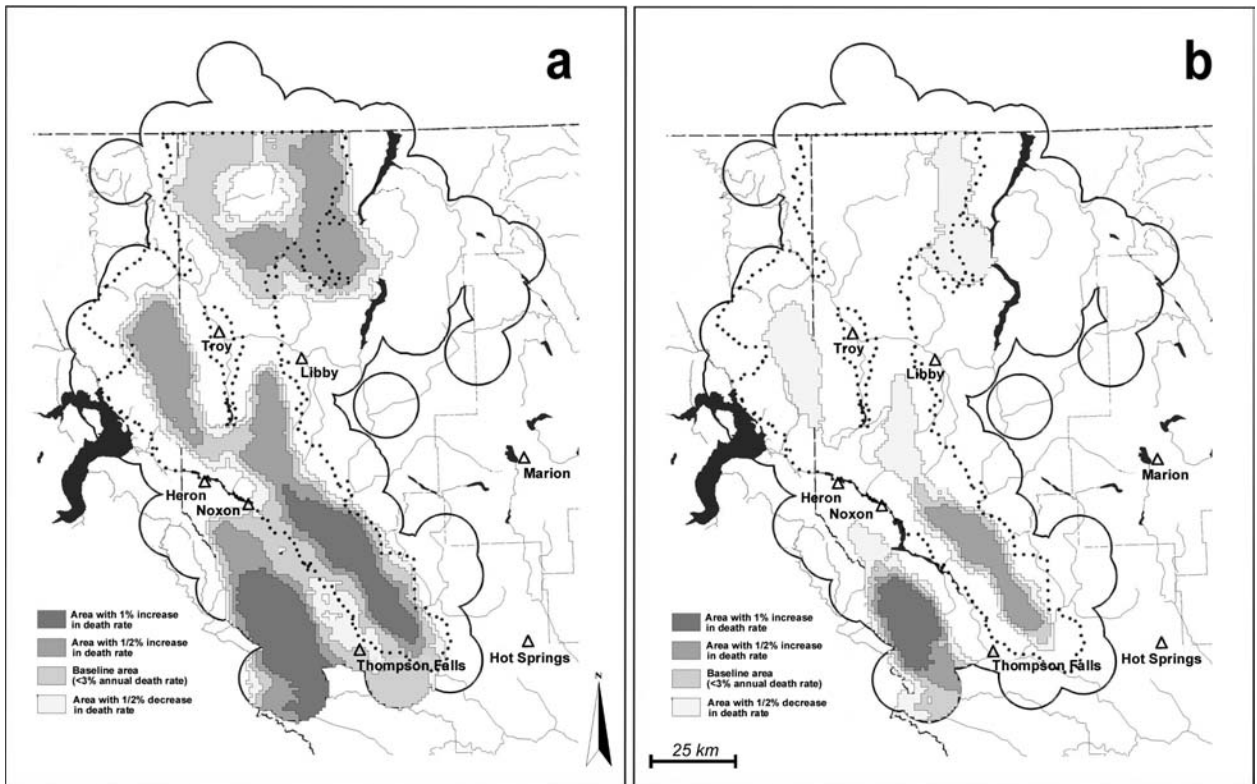 a
Troy
Libby
Marion
Heron
Noxon
Thompson Falls
Hot Springs
Area with 1% increase
in death rate
Area with 1/2% increase
in death rate
Baseline area
(<3% annual death rate)
Area with 1/2% decrease
in death rate
N
b
Troy
Libby
Marion
Heron
Noxon
Thompson Falls
Hot Springs
Area with 1% increase
in death rate
Area with 1/2% increase
in death rate
Baseline area
(<3% annual death rate)
Area with 1/2% decrease
in death rate
25 km